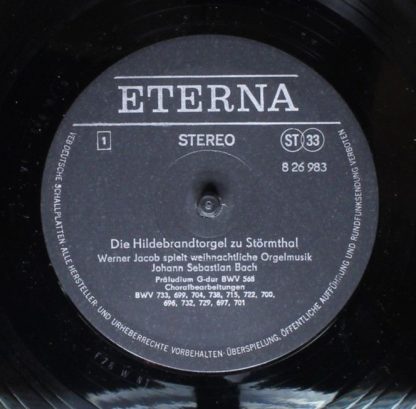 ETERNA
1
STEREO
ST 33
8 26 983
Die Hildebrandtorgel zu Störmthal
Werner Jacob spielt weihnachtliche Orgelmusik
Johann Sebastian Bach
Präludium G-dur BWV 568
Choralbearbeitungen
BWV 733, 699, 704, 738, 715, 722, 700,
696, 732, 729, 697, 701
VEB DEUTSCHE SCHALLPLATTEN · ALLE HERSTELLER- UND URHEBERRECHTE VORBEHALTEN · ÜBERSPIELUNG, ÖFFENTLICHE AUFFÜHRUNG UND RUNDFUNKSENDUNG VERBOTEN